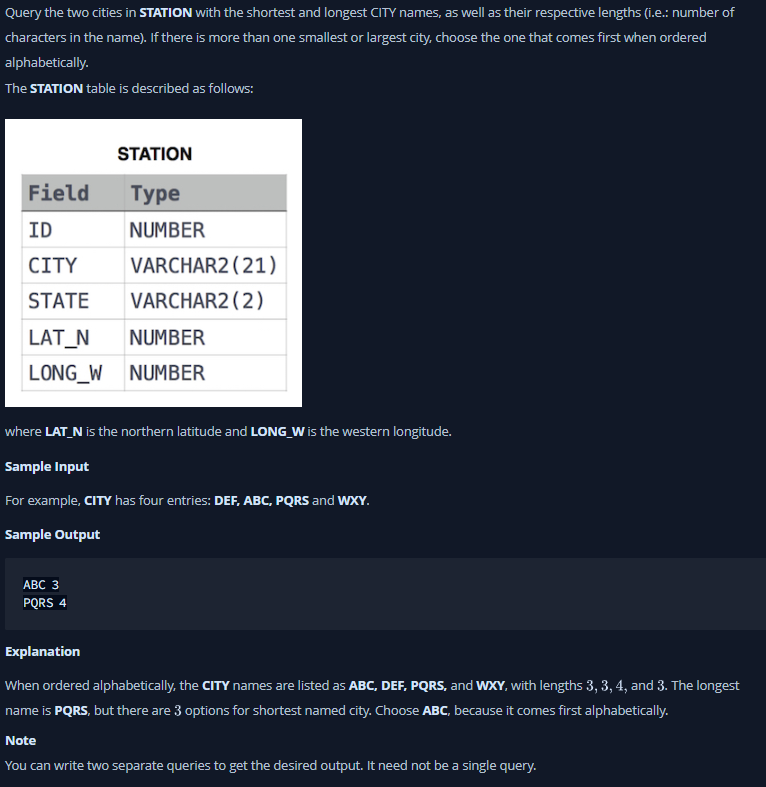 Query the two cities in STATION with the shortest and longest CITY names, as well as their respective lengths (i.e.: number of
characters in the name). If there is more than one smallest or largest city, choose the one that comes first when ordered
alphabetically.
The STATION table is described as follows:
STATION
Field Type
ID NUMBER
CITY VARCHAR2(21)
STATE VARCHAR2(2)
LAT_N NUMBER
LONG_W NUMBER
where LAT_N is the northern latitude and LONG_W is the western longitude.
Sample Input
For example, CITY has four entries: DEF, ABC, PQRS and WXY.
Sample Output
ABC 3
PQRS 4
Explanation
When ordered alphabetically, the CITY names are listed as ABC, DEF, PQRS, and WXY, with lengths 3, 3, 4, and 3. The longest
name is PQRS, but there are 3 options for shortest named city. Choose ABC, because it comes first alphabetically.
Note
You can write two separate queries to get the desired output. It need not be a single query.